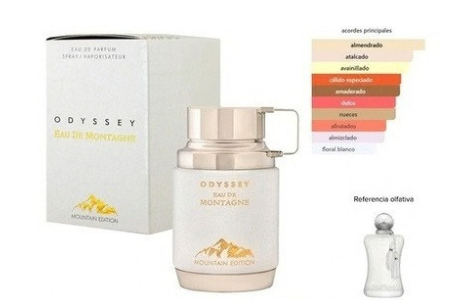 EAU DE PARFUM
SPRAY / VAPORISATEUR
ODYSSEY
EAU DE MONTAGNE
MOUNTAIN EDITION
ODYSSEY
EAU DE
MONTAGNE
MOUNTAIN EDITION
acordes principales
almendrado
atalcado
avainillado
cálido especiado
amaderado
dulce
nueces
afrutados
almizclado
floral blanco
Referencia olfativa